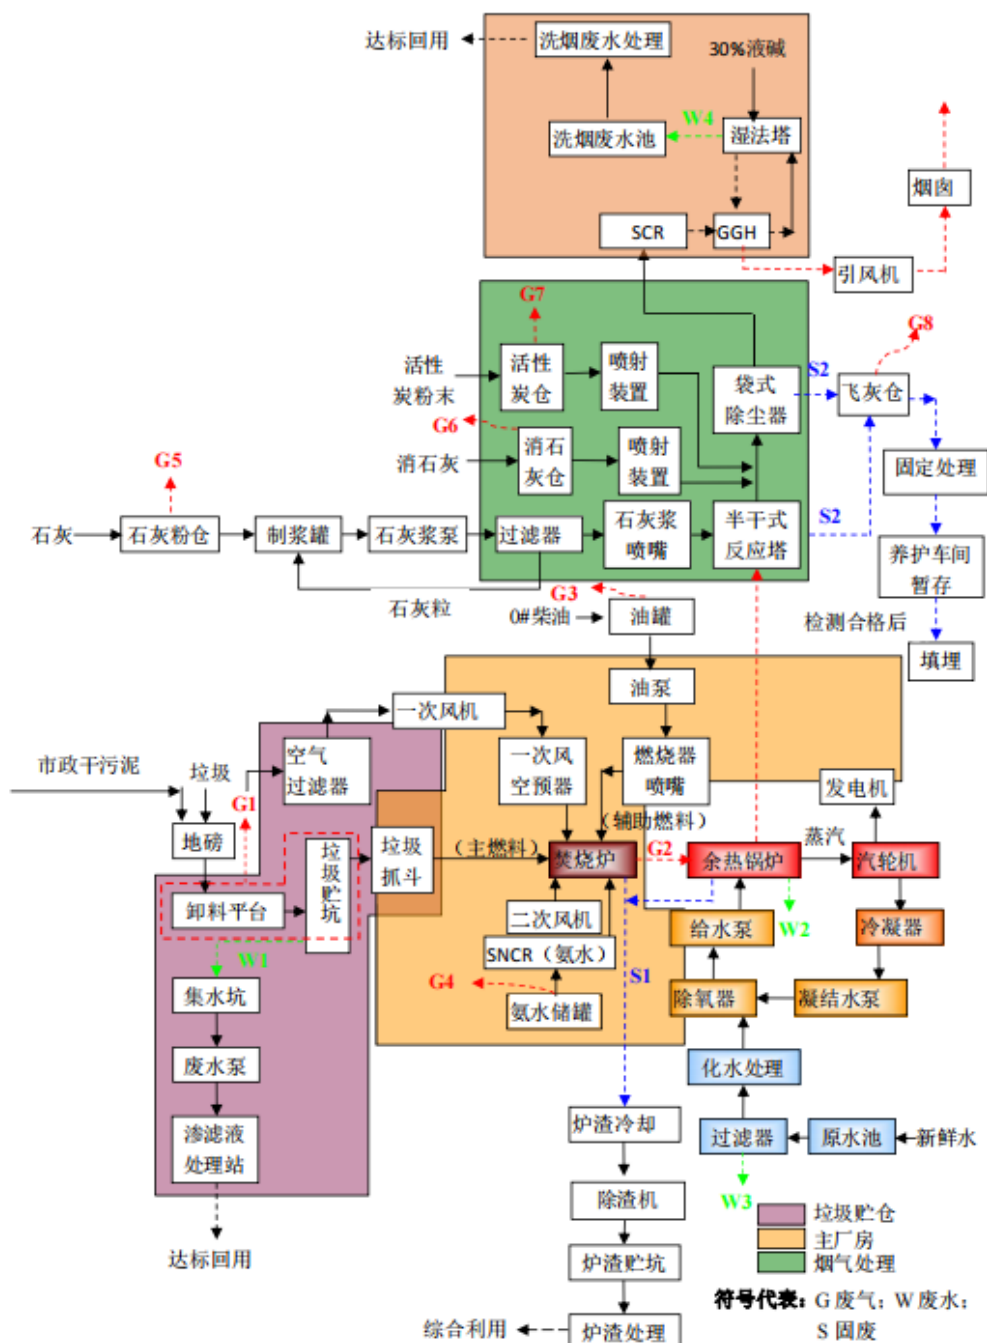 达标回用
洗烟废水处理
30%液碱
洗烟废水池
W4
湿法塔
烟囱
SCR
GGH
引风机
G7
G8
活性
炭粉末
活性
炭仓
喷射
装置
袋式
除尘器
S2
飞灰仓
G6
消石灰
消石
灰仓
喷射
装置
G5
固定处理
石灰
石灰粉仓
制浆罐
石灰浆泵
过滤器
石灰浆
喷嘴
半干式
反应塔
S2
养护车间
暂存
石灰粒
G3
0#柴油
油罐
检测合格后
填埋
油泵
一次风机
市政干污泥
垃圾
空气
过滤器
一次风
空预器
燃烧器
喷嘴
发电机
G1
地磅
垃圾
贮坑
垃圾
抓斗
（主燃料）
（辅助燃料）
焚烧炉
G2
余热锅炉
蒸汽
汽轮机
卸料平台
二次风机
给水泵
W2
冷凝器
W1
SNCR（氨水）
G4
S1
集水坑
氨水储罐
除氧器
凝结水泵
废水泵
化水处理
渗滤液
处理站
炉渣冷却
过滤器
原水池
新鲜水
W3
除渣机
垃圾贮仓
主厂房
烟气处理
达标回用
炉渣贮坑
符号代表：G 废气；W 废水；
S 固废
综合利用
炉渣处理